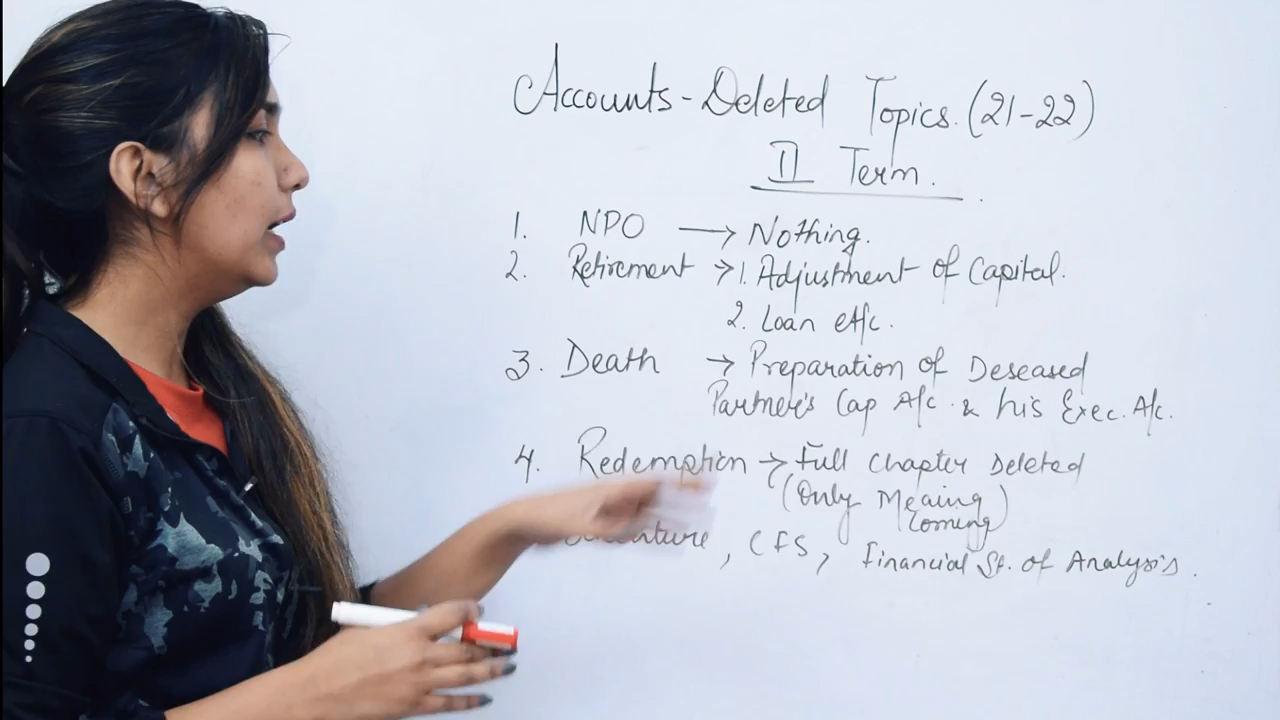 Accounts-Deleted Topics. (21-22)
II Term.
1. NPO → Nothing.
2. Retirement → 1. Adjustment of Capital.
2. Loan A/c.
3. Death → Preparation of Deseased
Partner's Cap A/c. & his Exec. A/c.
4. Redemption → Full Chapter Deleted
(Only Meaing
Coming)
, CFS, Financial St. of Analysis.